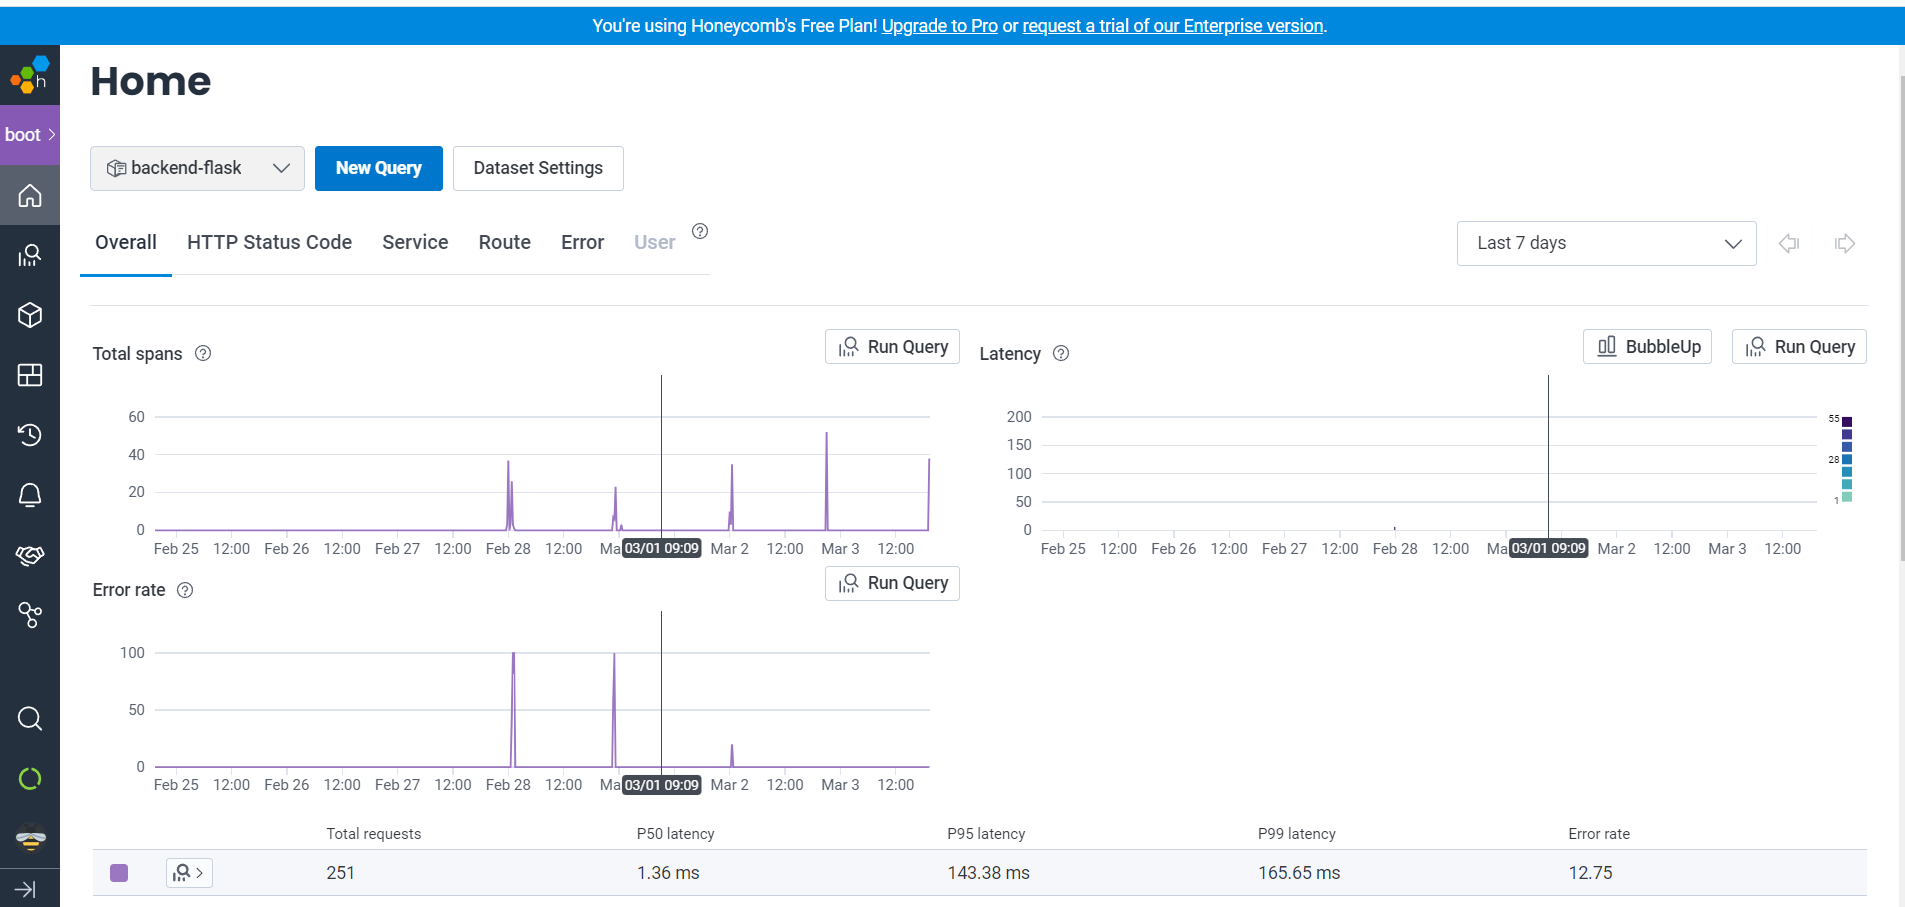 You're using Honeycomb's Free Plan! Upgrade to Pro or request a trial of our Enterprise version.
h
Home
boot
backend-flask
New Query
Dataset Settings
Overall HTTP Status Code Service Route Error User
Last 7 days
Total spans
Run Query
60
40
20
0
Feb 25 12:00 Feb 26 12:00 Feb 27 12:00 Feb 28 12:00 Ma 03/01 09:09 Mar 2 12:00 Mar 3 12:00
Latency
BubbleUp
Run Query
200
150
100
50
0
55
28
1
Feb 25 12:00 Feb 26 12:00 Feb 27 12:00 Feb 28 12:00 Ma 03/01 09:09 Mar 2 12:00 Mar 3 12:00
Error rate
Run Query
100
50
0
Feb 25 12:00 Feb 26 12:00 Feb 27 12:00 Feb 28 12:00 Ma 03/01 09:09 Mar 2 12:00 Mar 3 12:00
Total requests P50 latency P95 latency P99 latency Error rate
251 1.36 ms 143.38 ms 165.65 ms 12.75